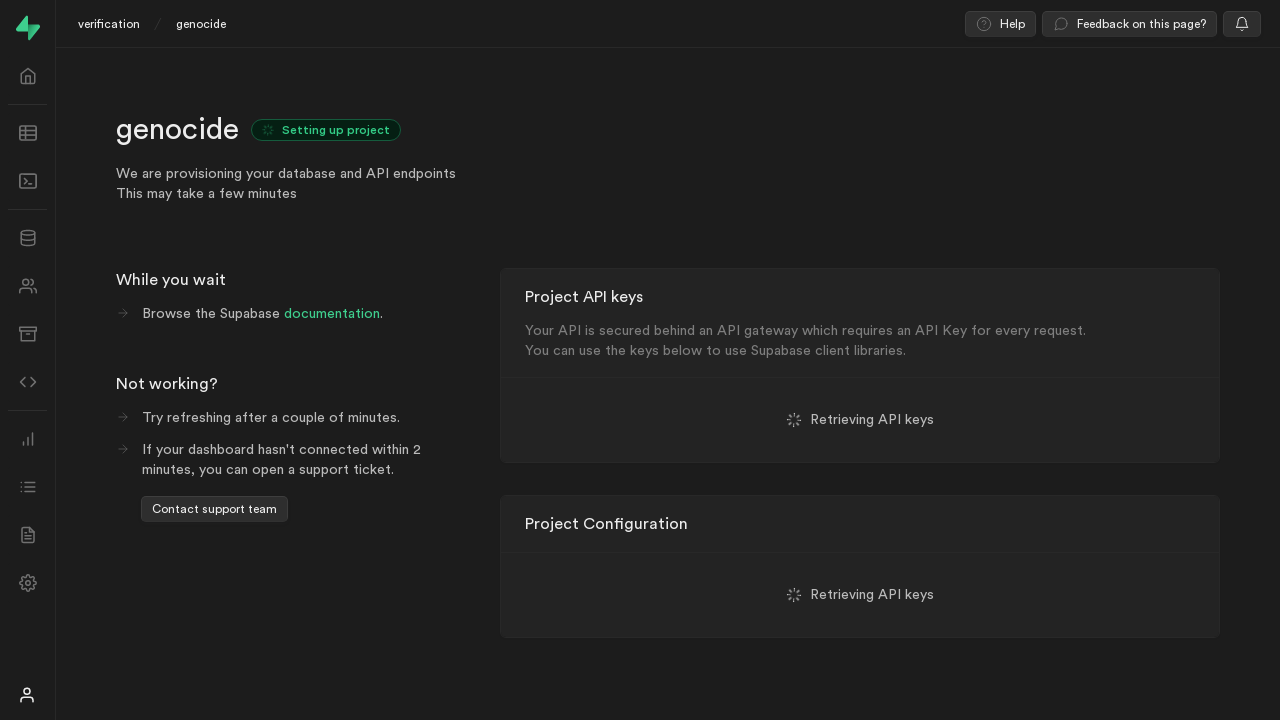 verification / genocide
Help
Feedback on this page?
genocide
Setting up project
We are provisioning your database and API endpoints
This may take a few minutes
While you wait
Browse the Supabase documentation.
Not working?
Try refreshing after a couple of minutes.
If your dashboard hasn't connected within 2
minutes, you can open a support ticket.
Contact support team
Project API keys
Your API is secured behind an API gateway which requires an API Key for every request.
You can use the keys below to use Supabase client libraries.
Retrieving API keys
Project Configuration
Retrieving API keys